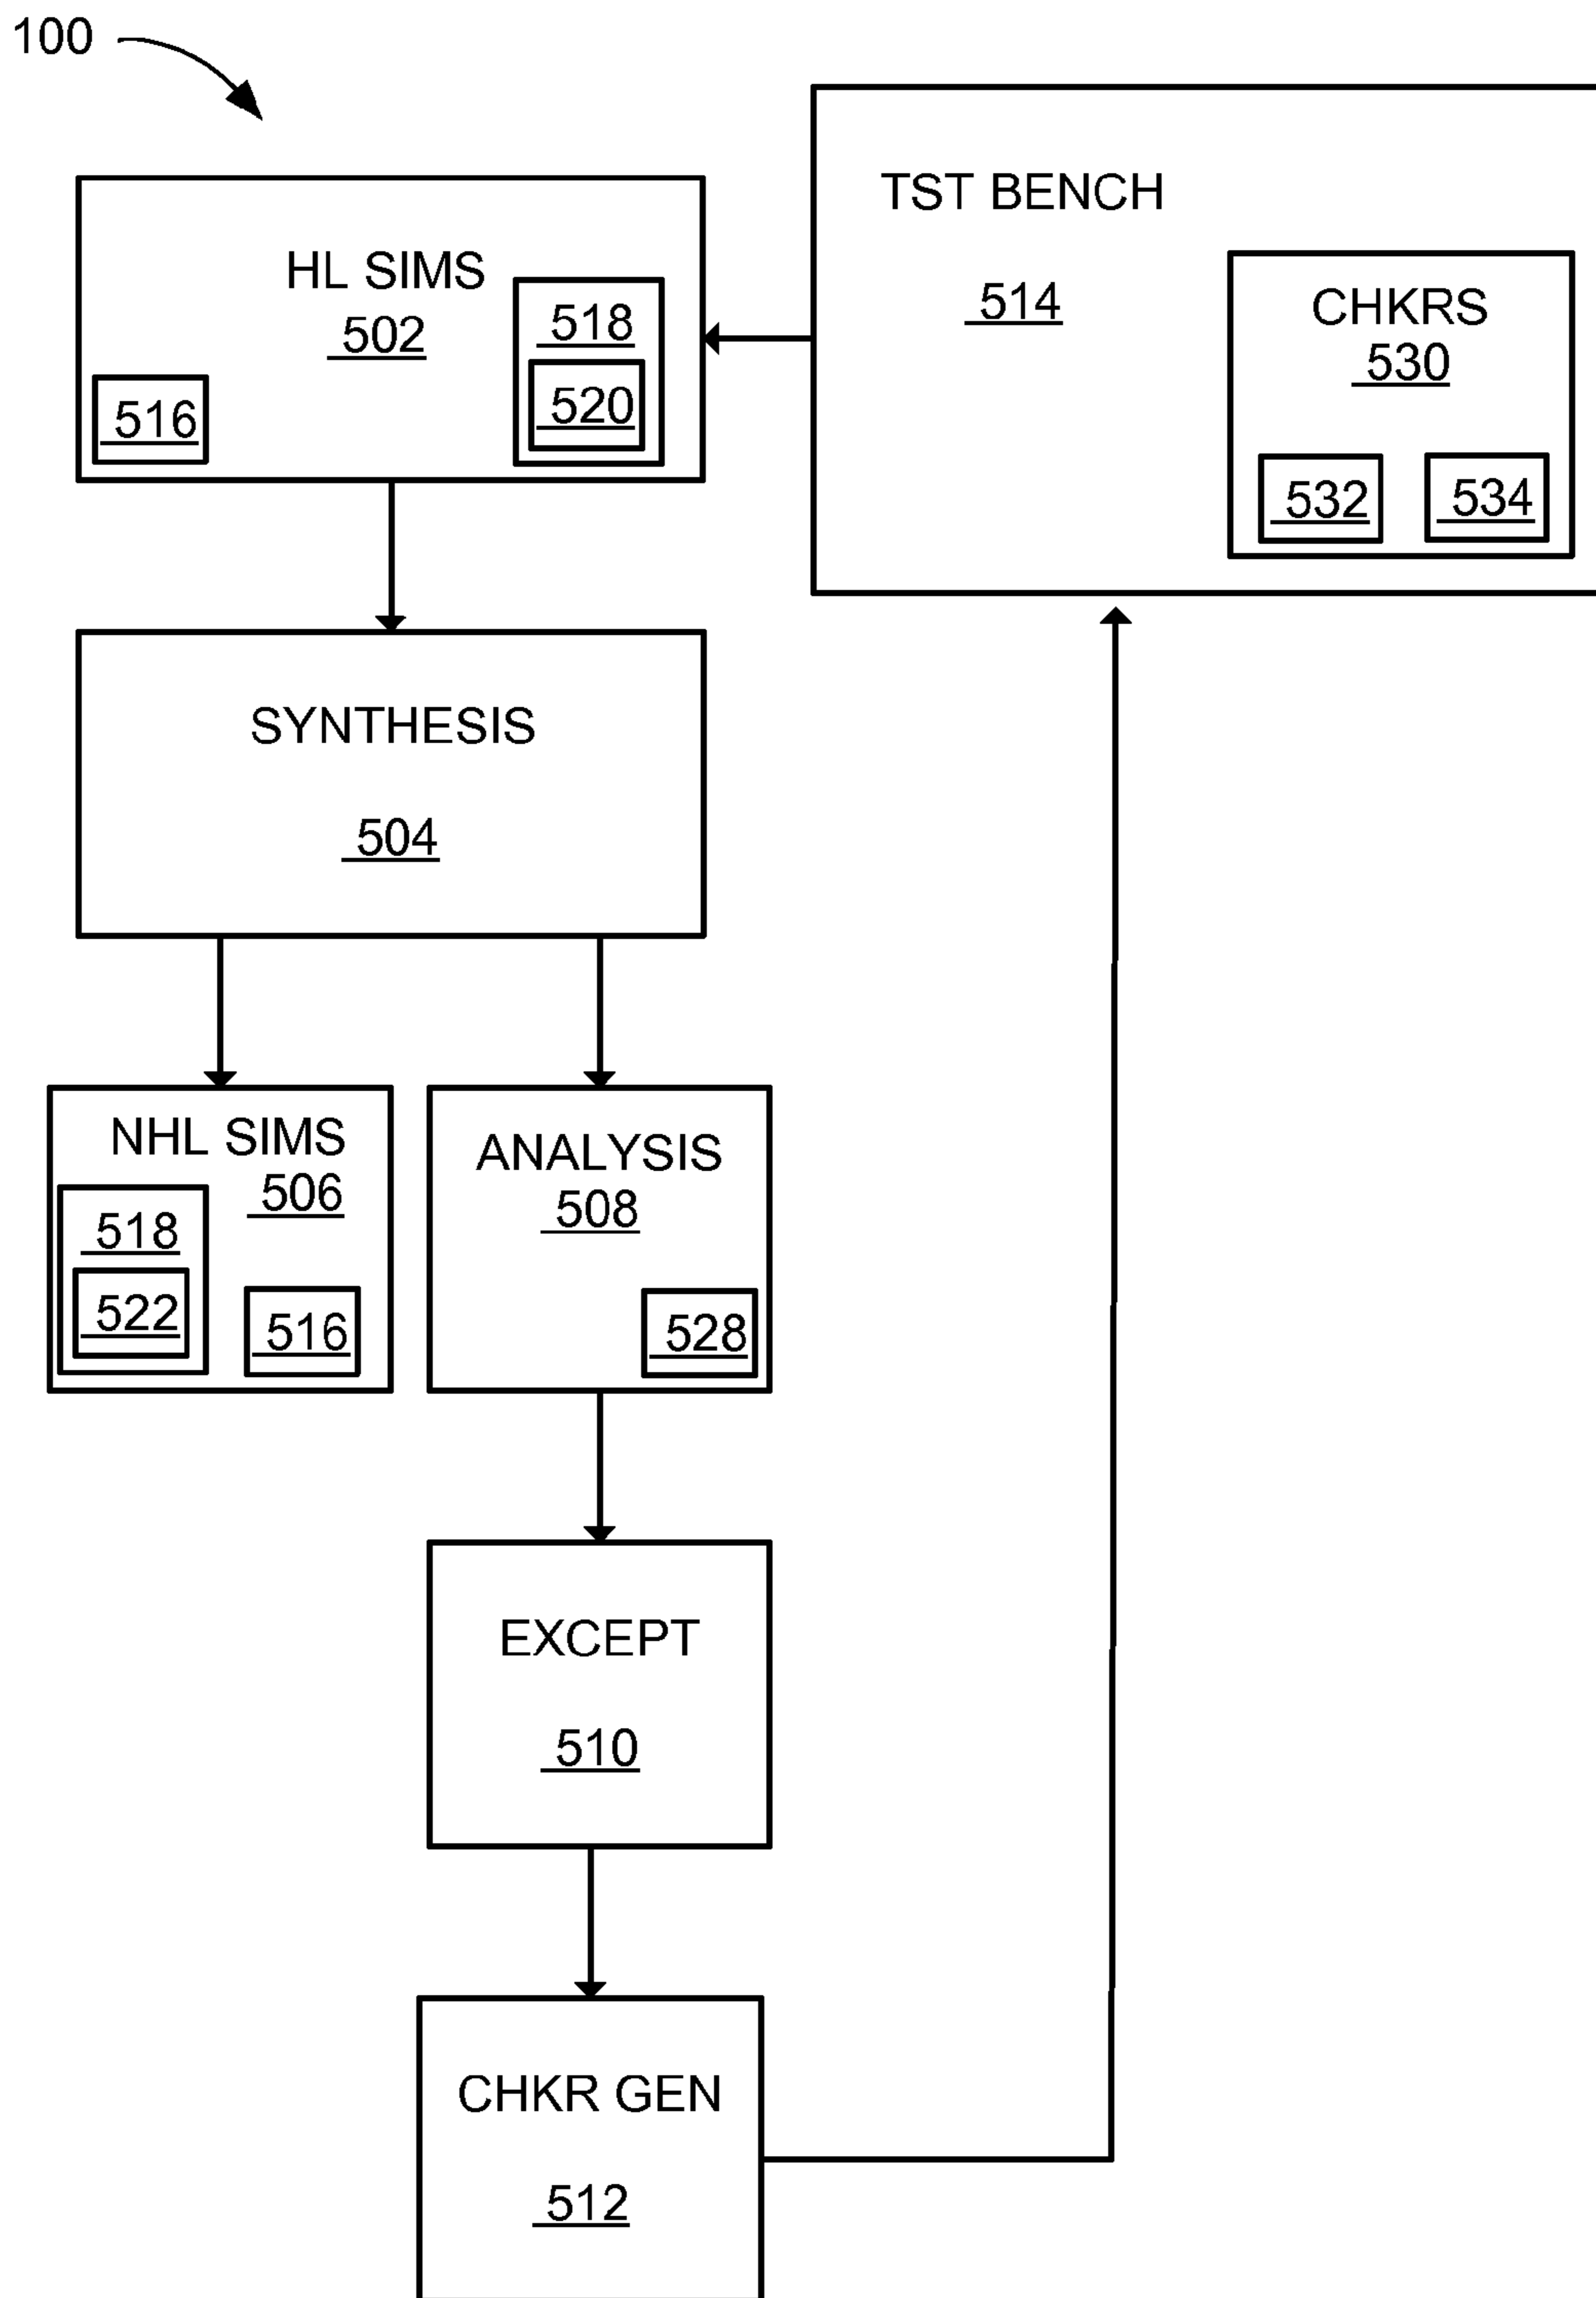 100
TST BENCH
514
CHKRS
530
532
534
HL SIMS
502
516
518
520
SYNTHESIS
504
NHL SIMS
506
518
522
516
ANALYSIS
508
528
EXCEPT
510
CHKR GEN
512